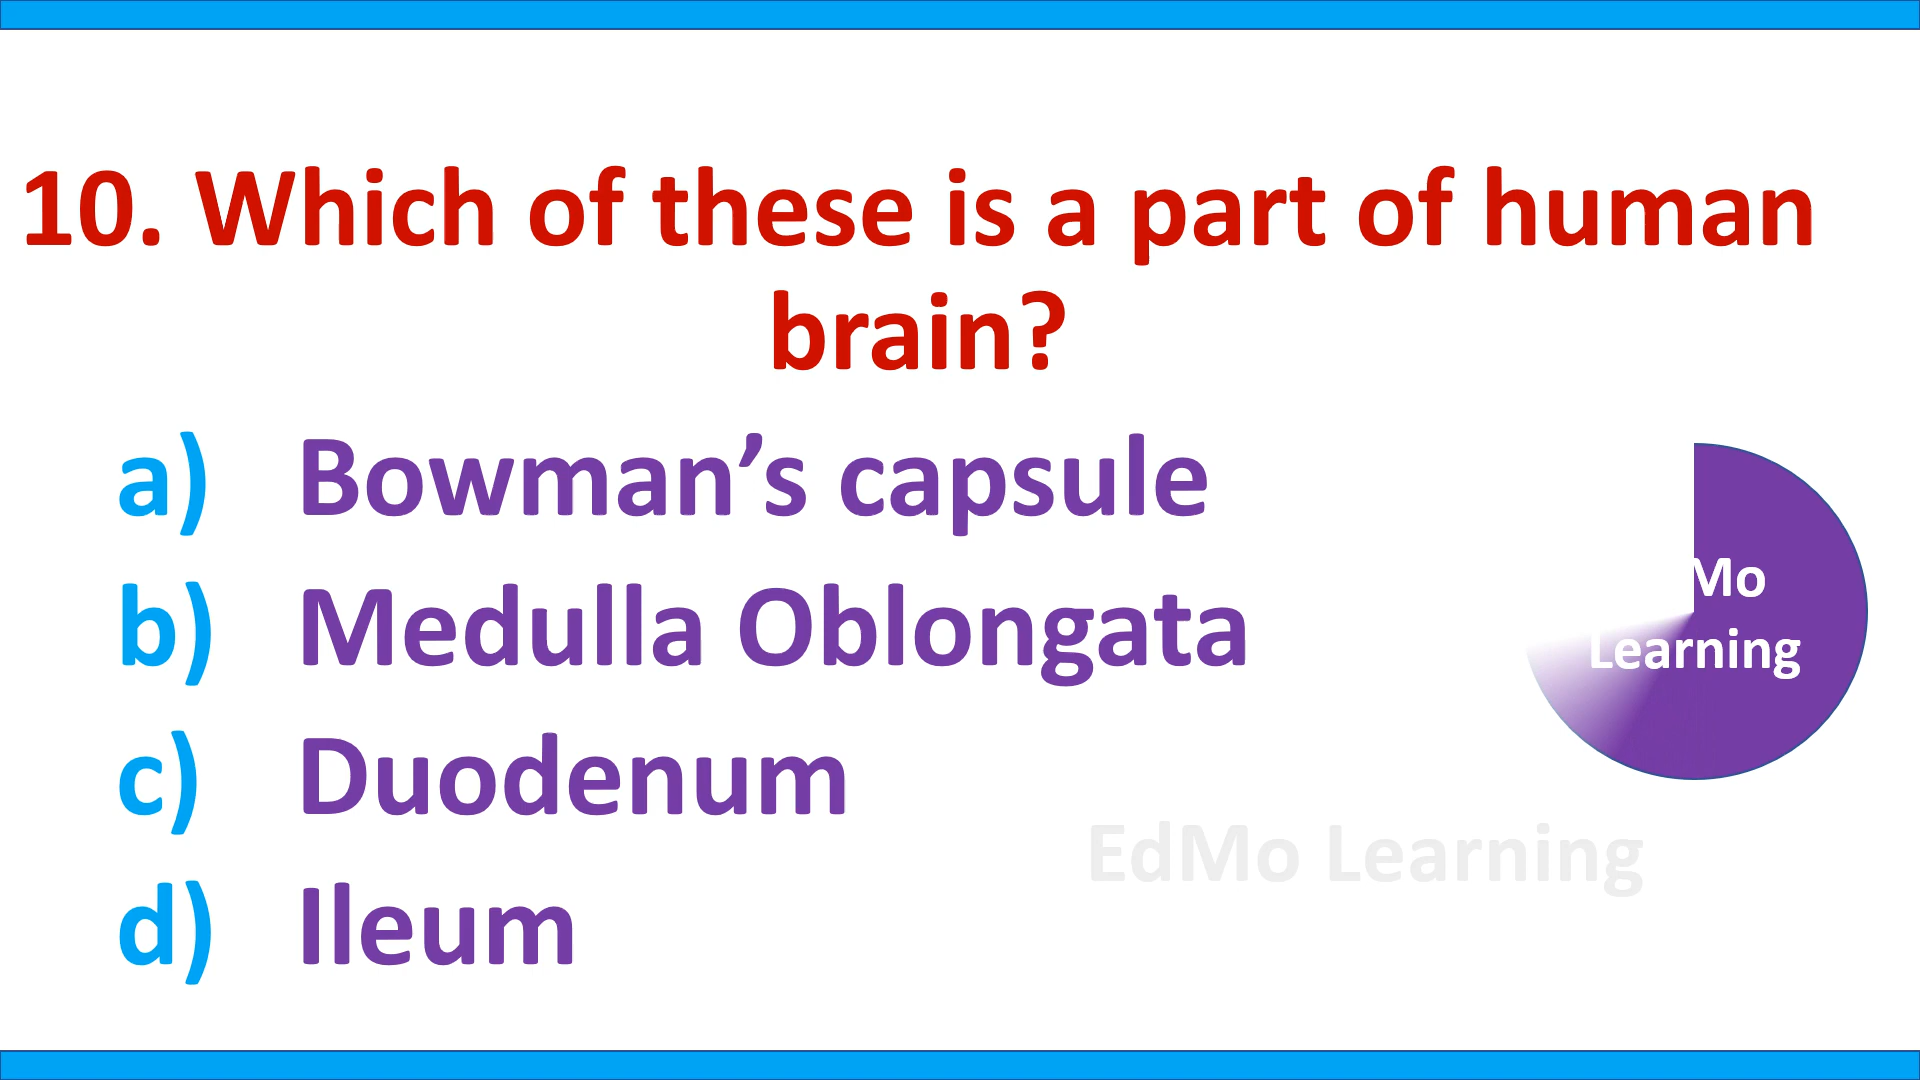 10. Which of these is a part of human
brain?
a) Bowman’s capsule
b) Medulla Oblongata
c) Duodenum
d) Ileum
Mo
Learning
EdMo Learning